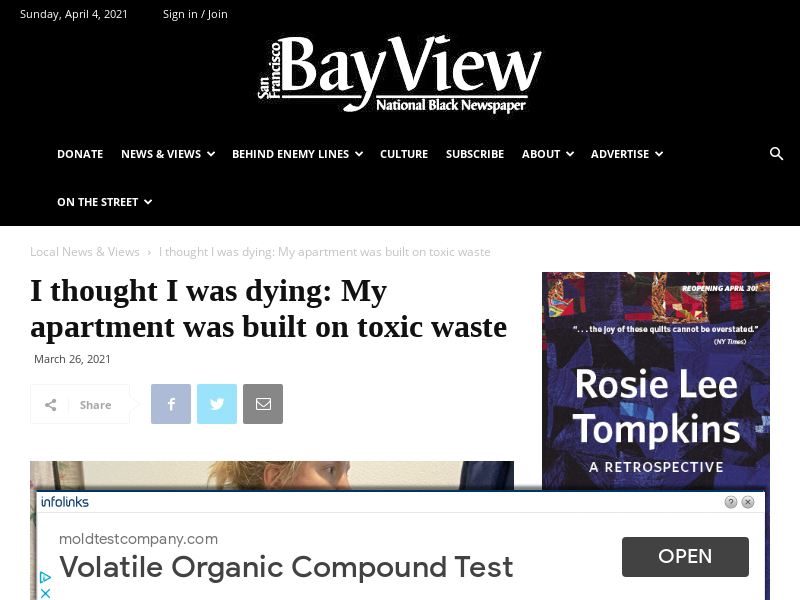 Sunday, April 4, 2021
Sign in / Join
San Francisco
BayView
National Black Newspaper
DONATE
NEWS & VIEWS
BEHIND ENEMY LINES
CULTURE
SUBSCRIBE
ABOUT
ADVERTISE
ON THE STREET
Local News & Views › I thought I was dying: My apartment was built on toxic waste
I thought I was dying: My
apartment was built on toxic waste
March 26, 2021
Share
REOPENING APRIL 30!
“. . . the joy of these quilts cannot be overstated.”
(NY Times)
Rosie Lee
Tompkins
A RETROSPECTIVE
infolinks
moldtestcompany.com
Volatile Organic Compound Test
OPEN